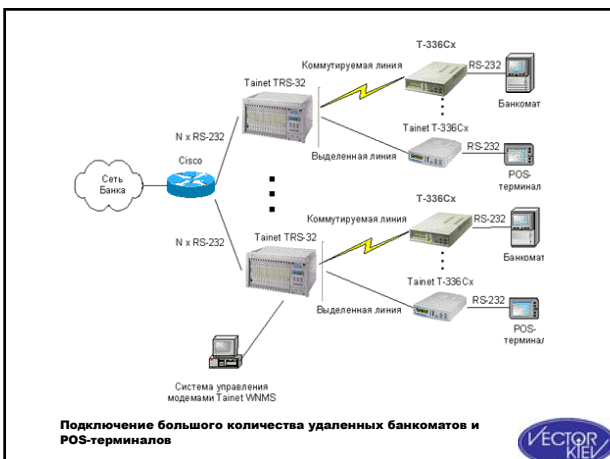 T-336Cx
Коммутируемая линия
RS-232
Tainet TRS-32
Банкомат
Tainet T-336Cx
N x RS-232
RS-232
Cisco
Выделенная линия
Сеть
Банка
POS-
терминал
T-336Cx
Коммутируемая линия
RS-232
N x RS-232
Tainet TRS-32
Банкомат
Tainet T-336Cx
RS-232
Выделенная линия
POS-
терминал
Система управления
модемами Tainet WNMS
Подключение большого количества удаленных банкоматов и
POS-терминалов
VECTOR
KIEV